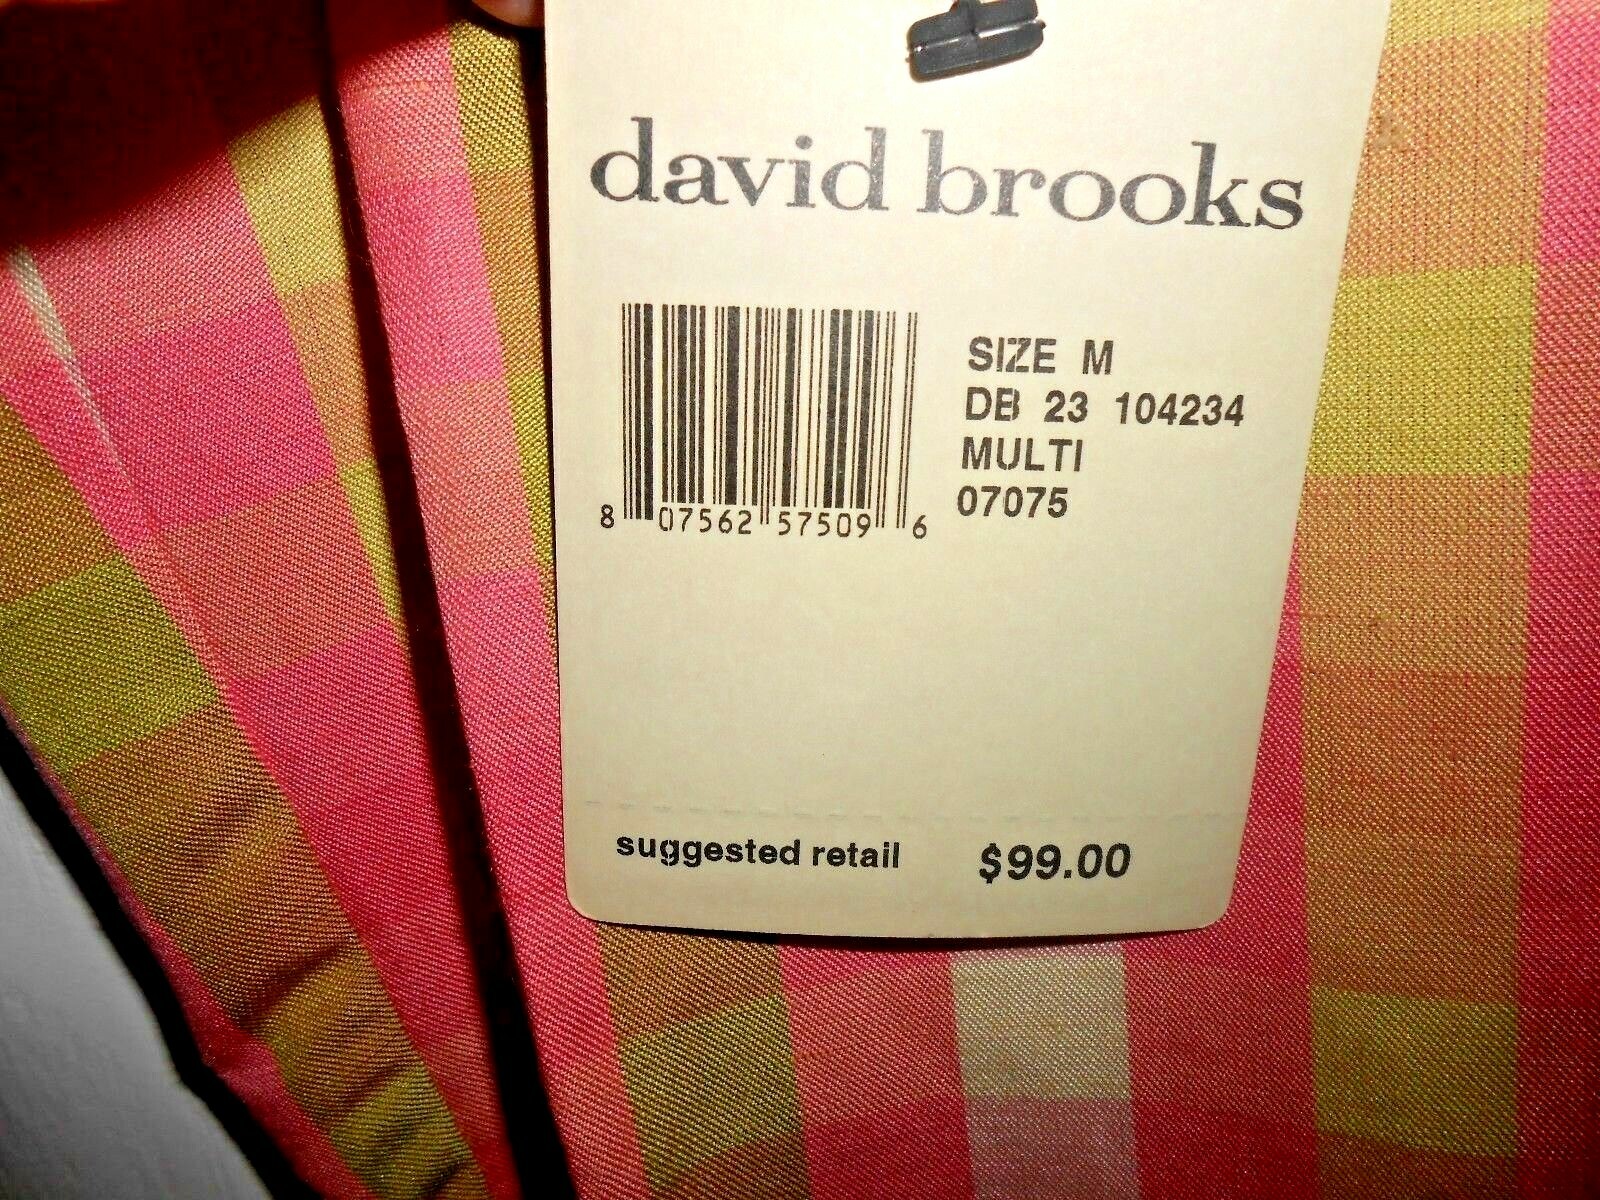 david brooks
SIZE M
DB 23 104234
MULTI
07075
8 07562 57509 6
suggested retail $99.00